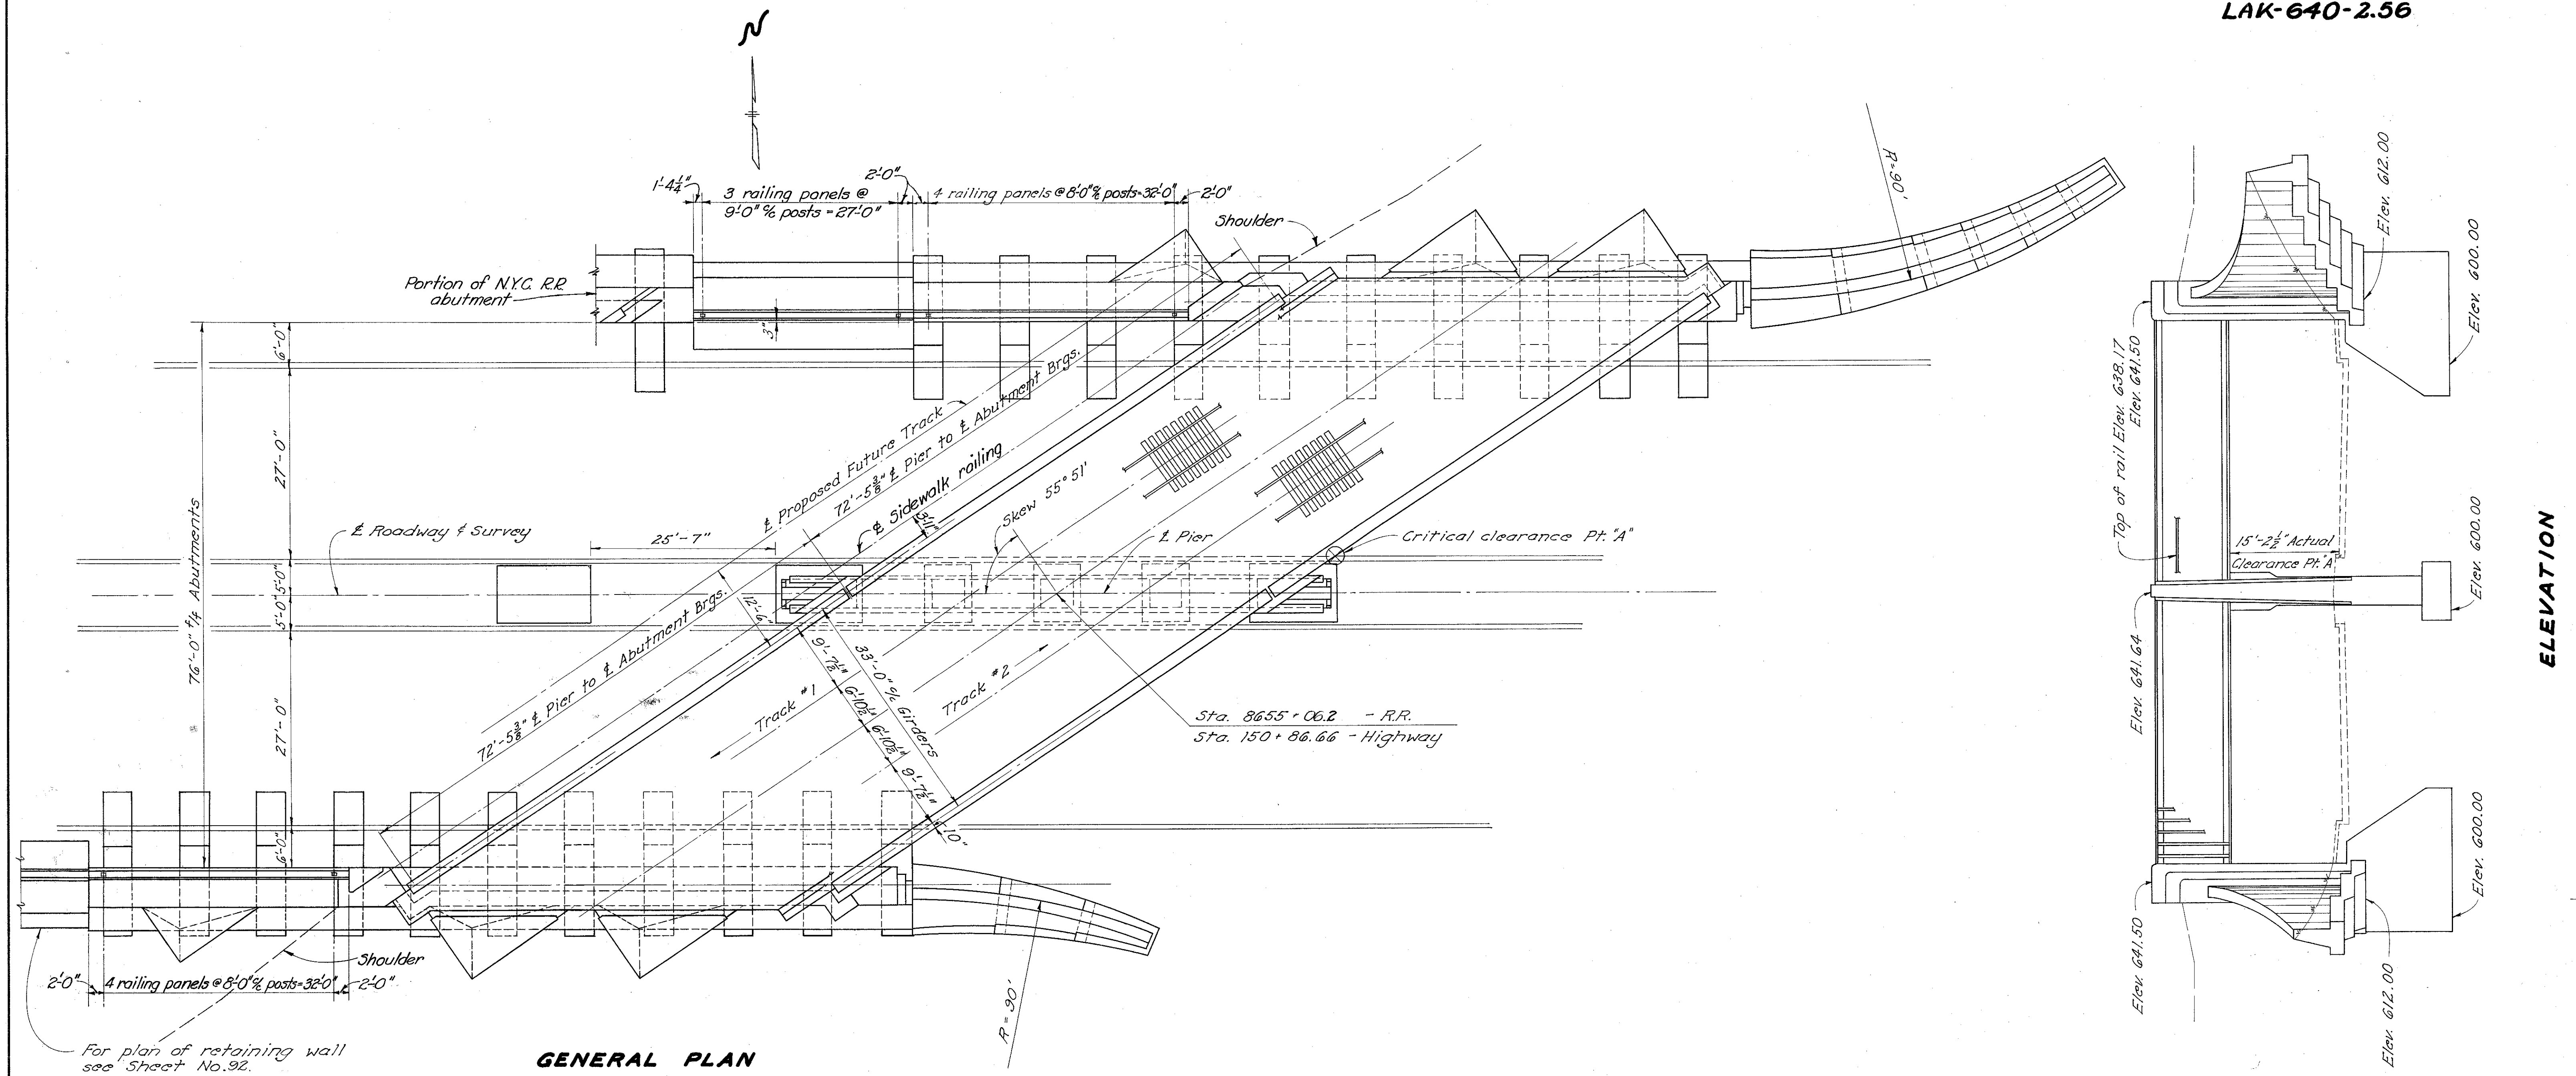 LAK-640-2.56
N
1'-4¼"
3 railing panels @
9'-0" c/c posts = 27'-0"
2'-0"
4 railing panels @ 8'-0" c/c posts = 32'-0"
2'-0"
Shoulder
R=90'
Portion of N.Y.C. R.R.
abutment
3"
6'-0"
27'-0"
5'-0"
5'-0"
27'-0"
6'-0"
76'-0" f/f Abutments
℄ Roadway & Survey
25'-7"
℄ Proposed Future Track
72'-5⅜" ℄ Pier to ℄ Abutment Brgs.
℄ Sidewalk railing
3'-11"
Skew 55° 51'
℄ Pier
Critical clearance Pt. "A"
72'-5⅜" ℄ Pier to ℄ Abutment Brgs.
12'-6"
9'-7½"
6'-10½"
6'-10½"
9'-7½"
33'-0" c/c Girders
10"
Track #1
Track #2
Sta. 8655+06.2 - R.R.
Sta. 150+86.66 - Highway
Shoulder
2'-0"
4 railing panels @ 8'-0" c/c posts = 32'-0"
2'-0"
R = 90'
For plan of retaining wall
see Sheet No. 92.
GENERAL PLAN
Elev. 612.00
Elev. 600.00
Top of rail Elev. 638.17
Elev. 641.50
15'-2½" Actual
Clearance Pt. "A"
Elev. 600.00
Elev. 641.64
Elev. 600.00
Elev. 641.50
Elev. 612.00
ELEVATION